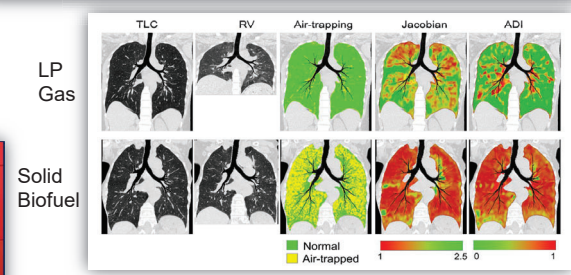 TLC RV Air-trapping Jacobian ADI
LP
Gas
Solid
Biofuel
Normal
Air-trapped
1 2.5 0 1